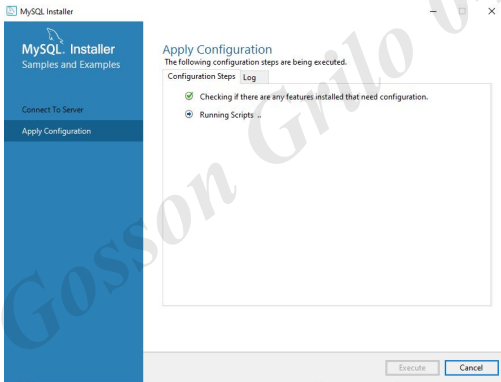 MySQL Installer
MySQL. Installer
Samples and Examples
Connect To Server
Apply Configuration
Apply Configuration
The following configuration steps are being executed.
Configuration Steps Log
Checking if there are any features installed that need configuration.
Running Scripts ..
Execute Cancel
Gosson Grilo